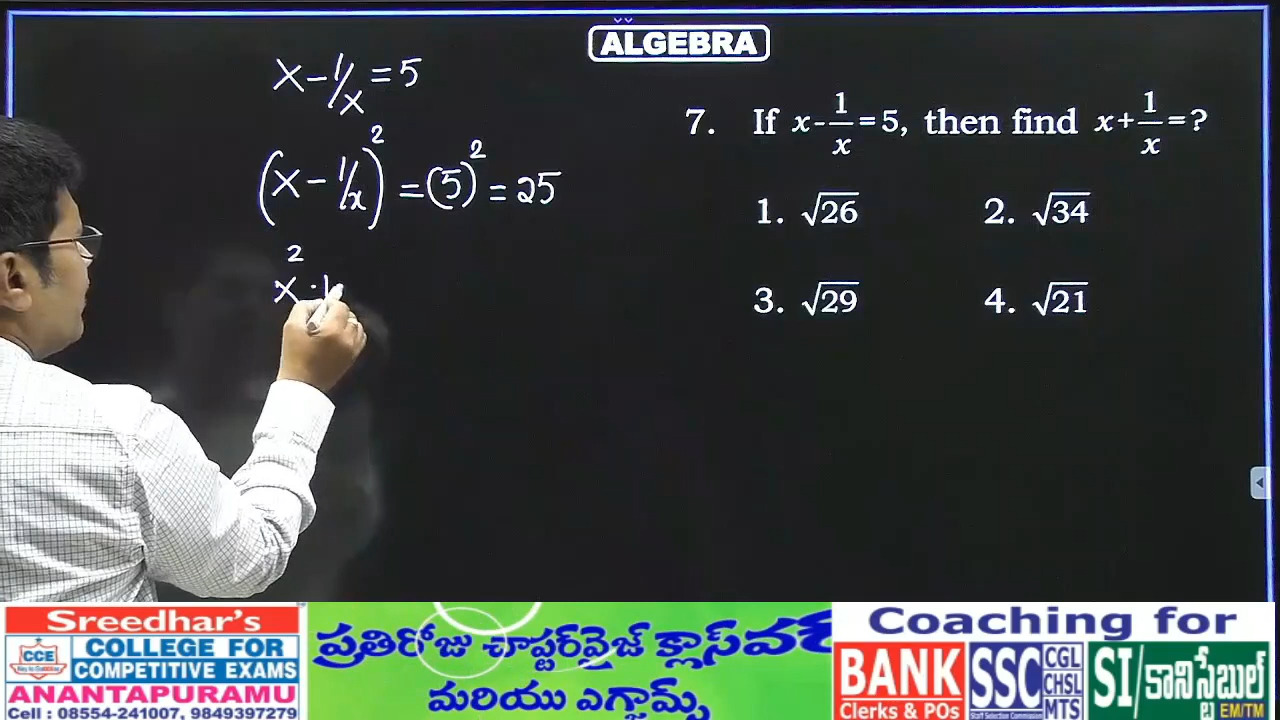 ALGEBRA
x - 1/x = 5
(x - 1/x)² = (5)² = 25
x²
7. If x - 1/x = 5, then find x + 1/x = ?
1. √26 2. √34
3. √29 4. √21
Sreedhar's
CCE
COLLEGE FOR
COMPETITIVE EXAMS
ANANTAPURAMU
Cell : 08554-241007, 9849397279
ప్రతిరోజు చాప్టర్‌వైజ్ క్లాస్‌వర్క్
మరియు ఎగ్జామ్స్
Coaching for
BANK
Clerks & POs
SSC
CGL
CHSL
MTS
SI/కానిస్టేబుల్
EM/TM